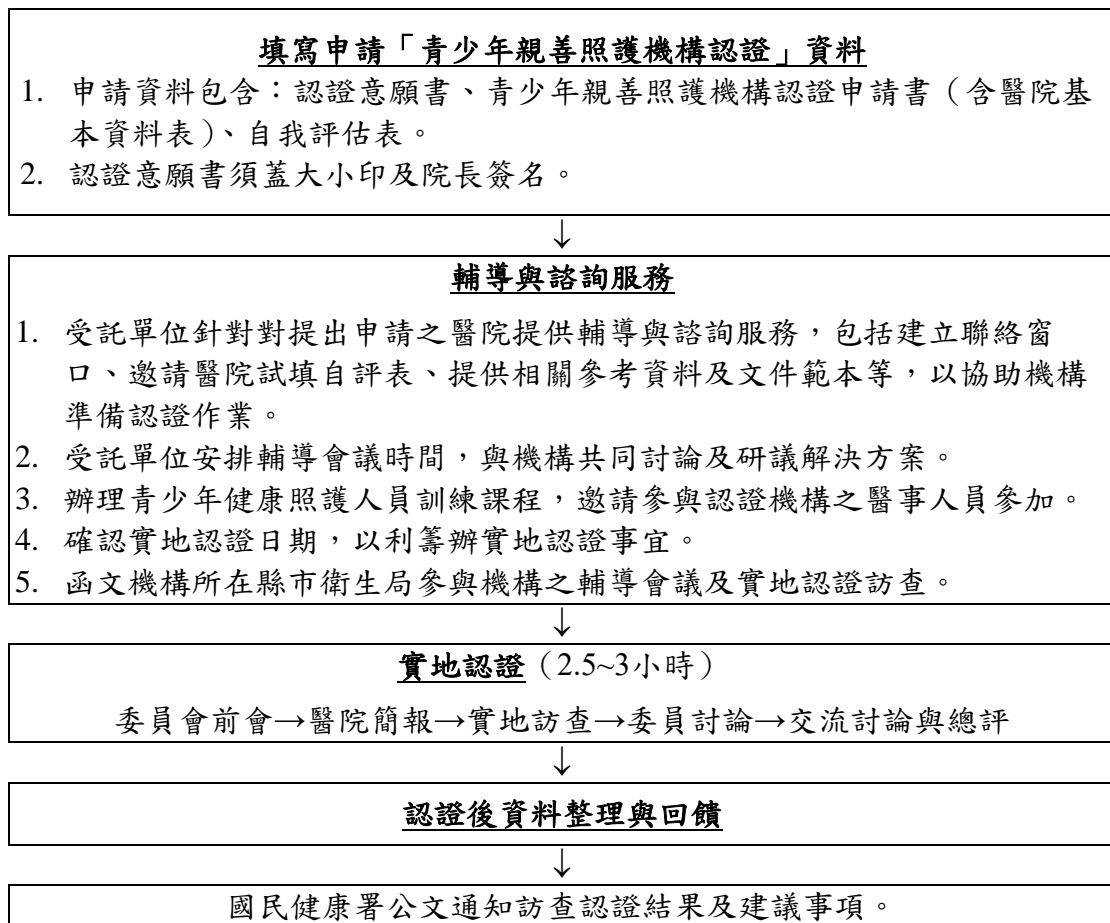 填寫申請「青少年親善照護機構認證」資料
1. 申請資料包含：認證意願書、青少年親善照護機構認證申請書（含醫院基
本資料表）、自我評估表。
2. 認證意願書須蓋大小印及院長簽名。
↓
輔導與諮詢服務
1. 受託單位針對對提出申請之醫院提供輔導與諮詢服務，包括建立聯絡窗
口、邀請醫院試填自評表、提供相關參考資料及文件範本等，以協助機構
準備認證作業。
2. 受託單位安排輔導會議時間，與機構共同討論及研議解決方案。
3. 辦理青少年健康照護人員訓練課程，邀請參與認證機構之醫事人員參加。
4. 確認實地認證日期，以利籌辦實地認證事宜。
5. 函文機構所在縣市衛生局參與機構之輔導會議及實地認證訪查。
↓
實地認證（2.5~3小時）
委員會前會→醫院簡報→實地訪查→委員討論→交流討論與總評
↓
認證後資料整理與回饋
↓
國民健康署公文通知訪查認證結果及建議事項。